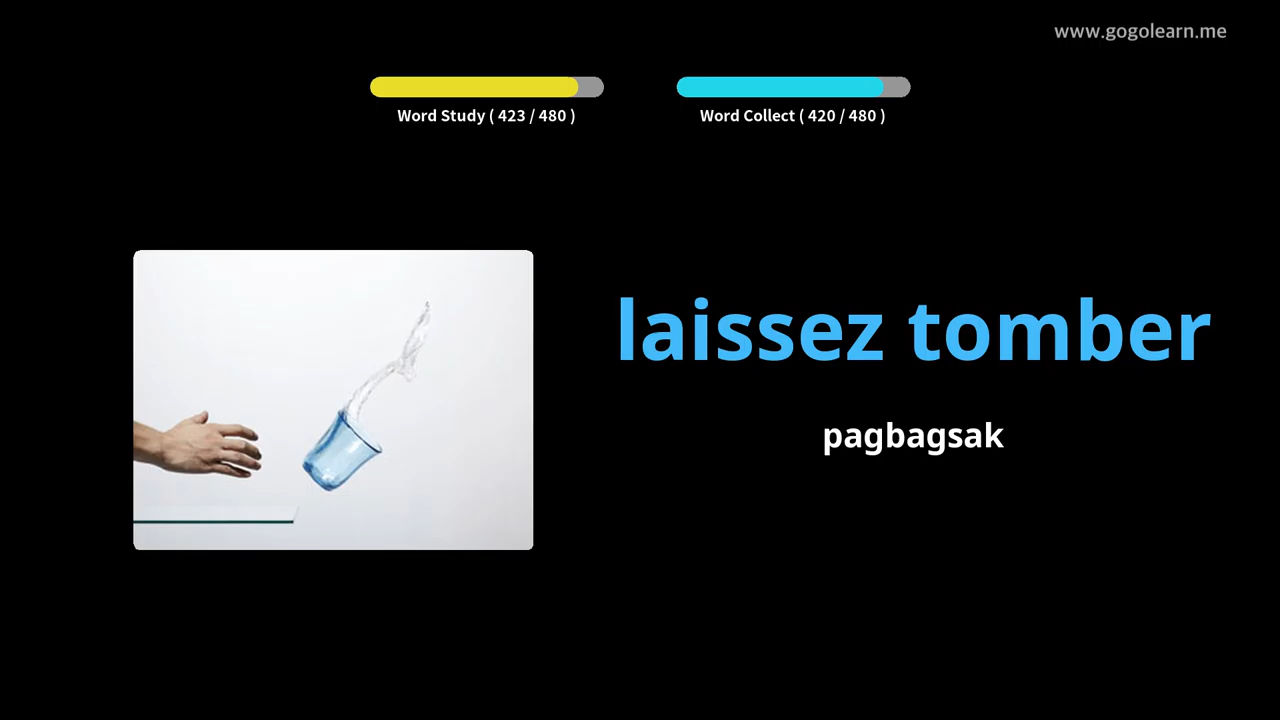 www.gogolearn.me
Word Study ( 423 / 480 )
Word Collect ( 420 / 480 )
laissez tomber
pagbagsak